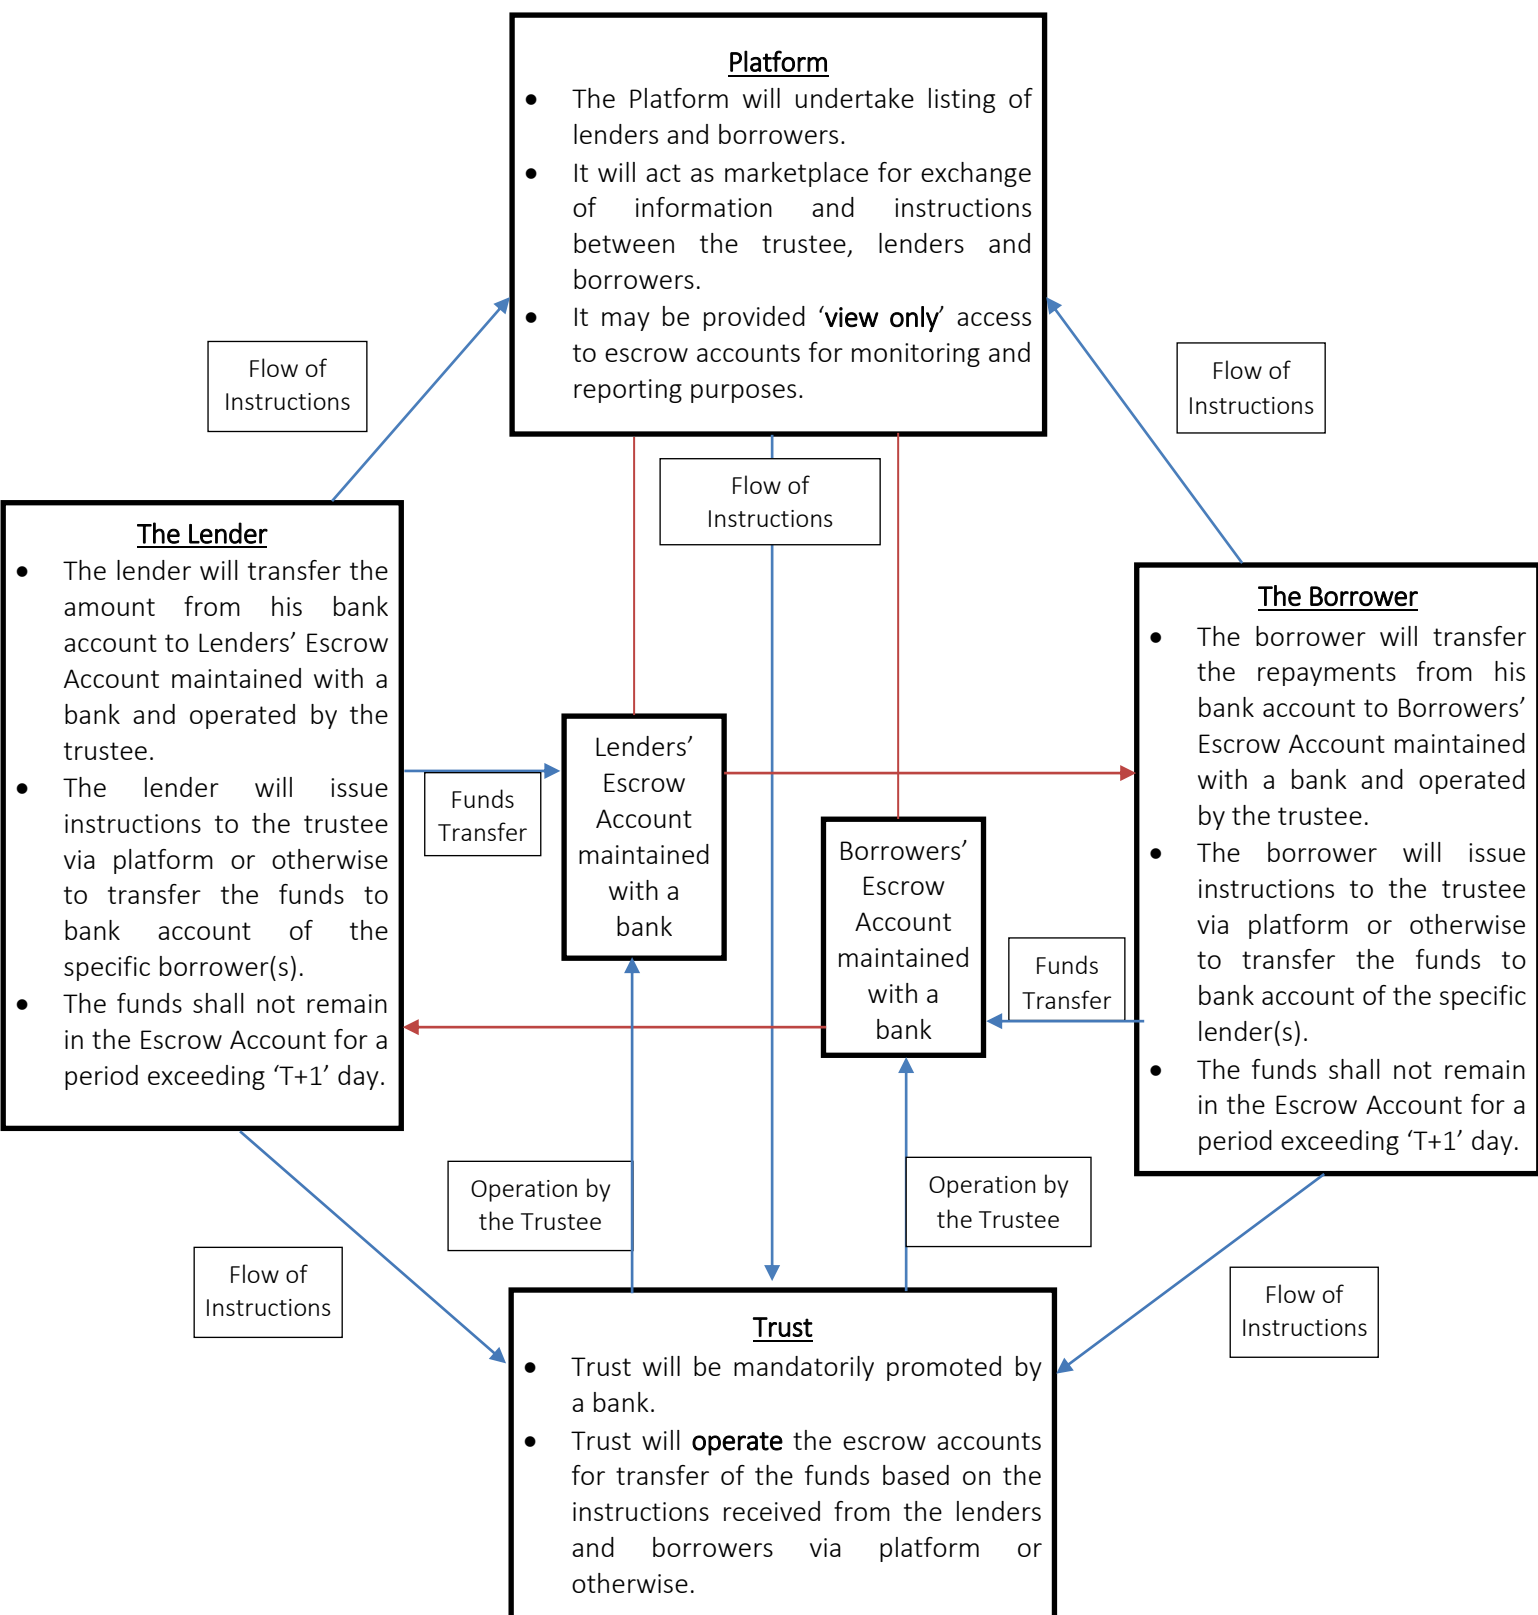 Platform
• The Platform will undertake listing of
lenders and borrowers.
• It will act as marketplace for exchange
of information and instructions
between the trustee, lenders and
borrowers.
• It may be provided ‘view only’ access
to escrow accounts for monitoring and
reporting purposes.
Flow of
Instructions
Flow of
Instructions
Flow of
Instructions
The Lender
• The lender will transfer the
amount from his bank
account to Lenders’ Escrow
Account maintained with a
bank and operated by the
trustee.
• The lender will issue
instructions to the trustee
via platform or otherwise
to transfer the funds to
bank account of the
specific borrower(s).
• The funds shall not remain
in the Escrow Account for a
period exceeding ‘T+1’ day.
Funds
Transfer
Lenders’
Escrow
Account
maintained
with a
bank
Borrowers’
Escrow
Account
maintained
with a
bank
Funds
Transfer
The Borrower
• The borrower will transfer
the repayments from his
bank account to Borrowers’
Escrow Account maintained
with a bank and operated
by the trustee.
• The borrower will issue
instructions to the trustee
via platform or otherwise
to transfer the funds to
bank account of the specific
lender(s).
• The funds shall not remain
in the Escrow Account for a
period exceeding ‘T+1’ day.
Operation by
the Trustee
Operation by
the Trustee
Flow of
Instructions
Flow of
Instructions
Trust
• Trust will be mandatorily promoted by
a bank.
• Trust will operate the escrow accounts
for transfer of the funds based on the
instructions received from the lenders
and borrowers via platform or
otherwise.